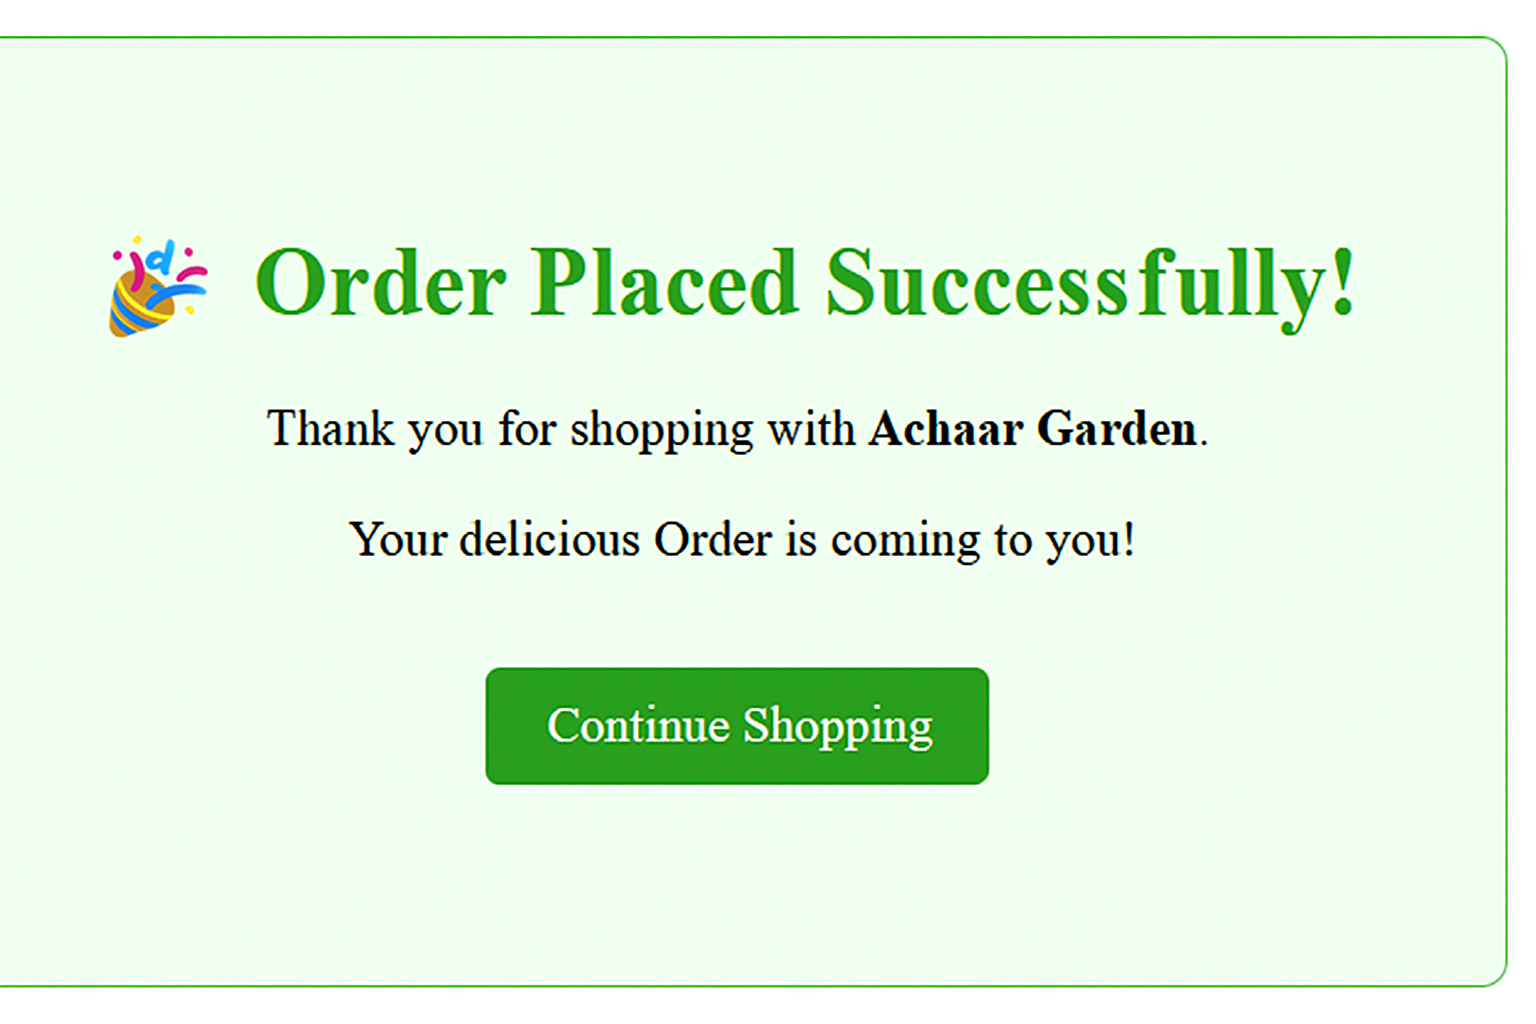 🎉 Order Placed Successfully!
Thank you for shopping with Achaar Garden.
Your delicious Order is coming to you!
Continue Shopping